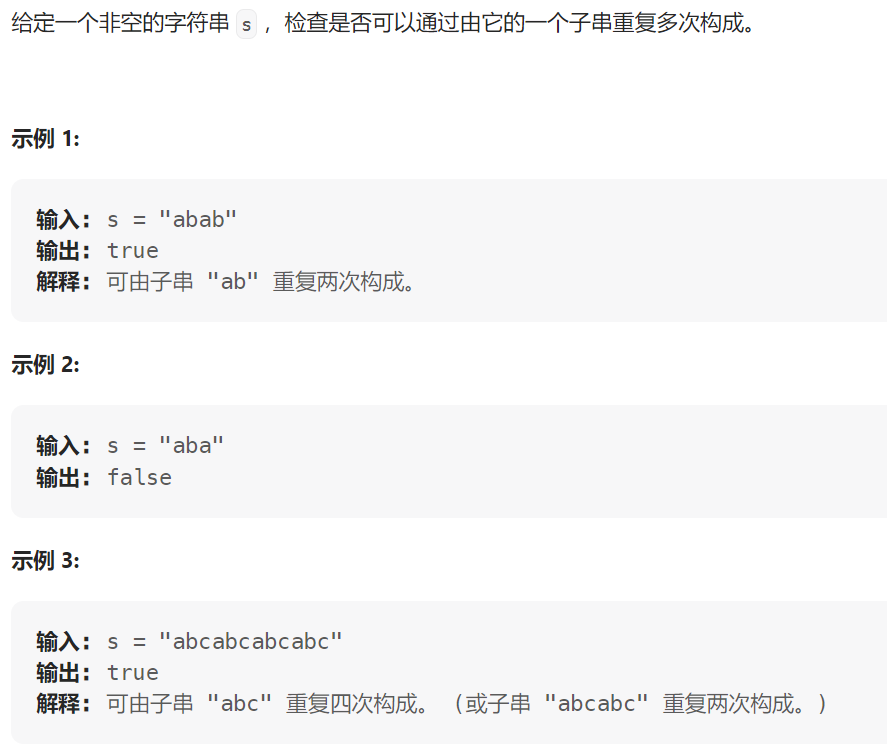 给定一个非空的字符串 s ，检查是否可以通过由它的一个子串重复多次构成。
示例 1:
输入: s = "abab"
输出: true
解释: 可由子串 "ab" 重复两次构成。
示例 2:
输入: s = "aba"
输出: false
示例 3:
输入: s = "abcabcabcabc"
输出: true
解释: 可由子串 "abc" 重复四次构成。 (或子串 "abcabc" 重复两次构成。)